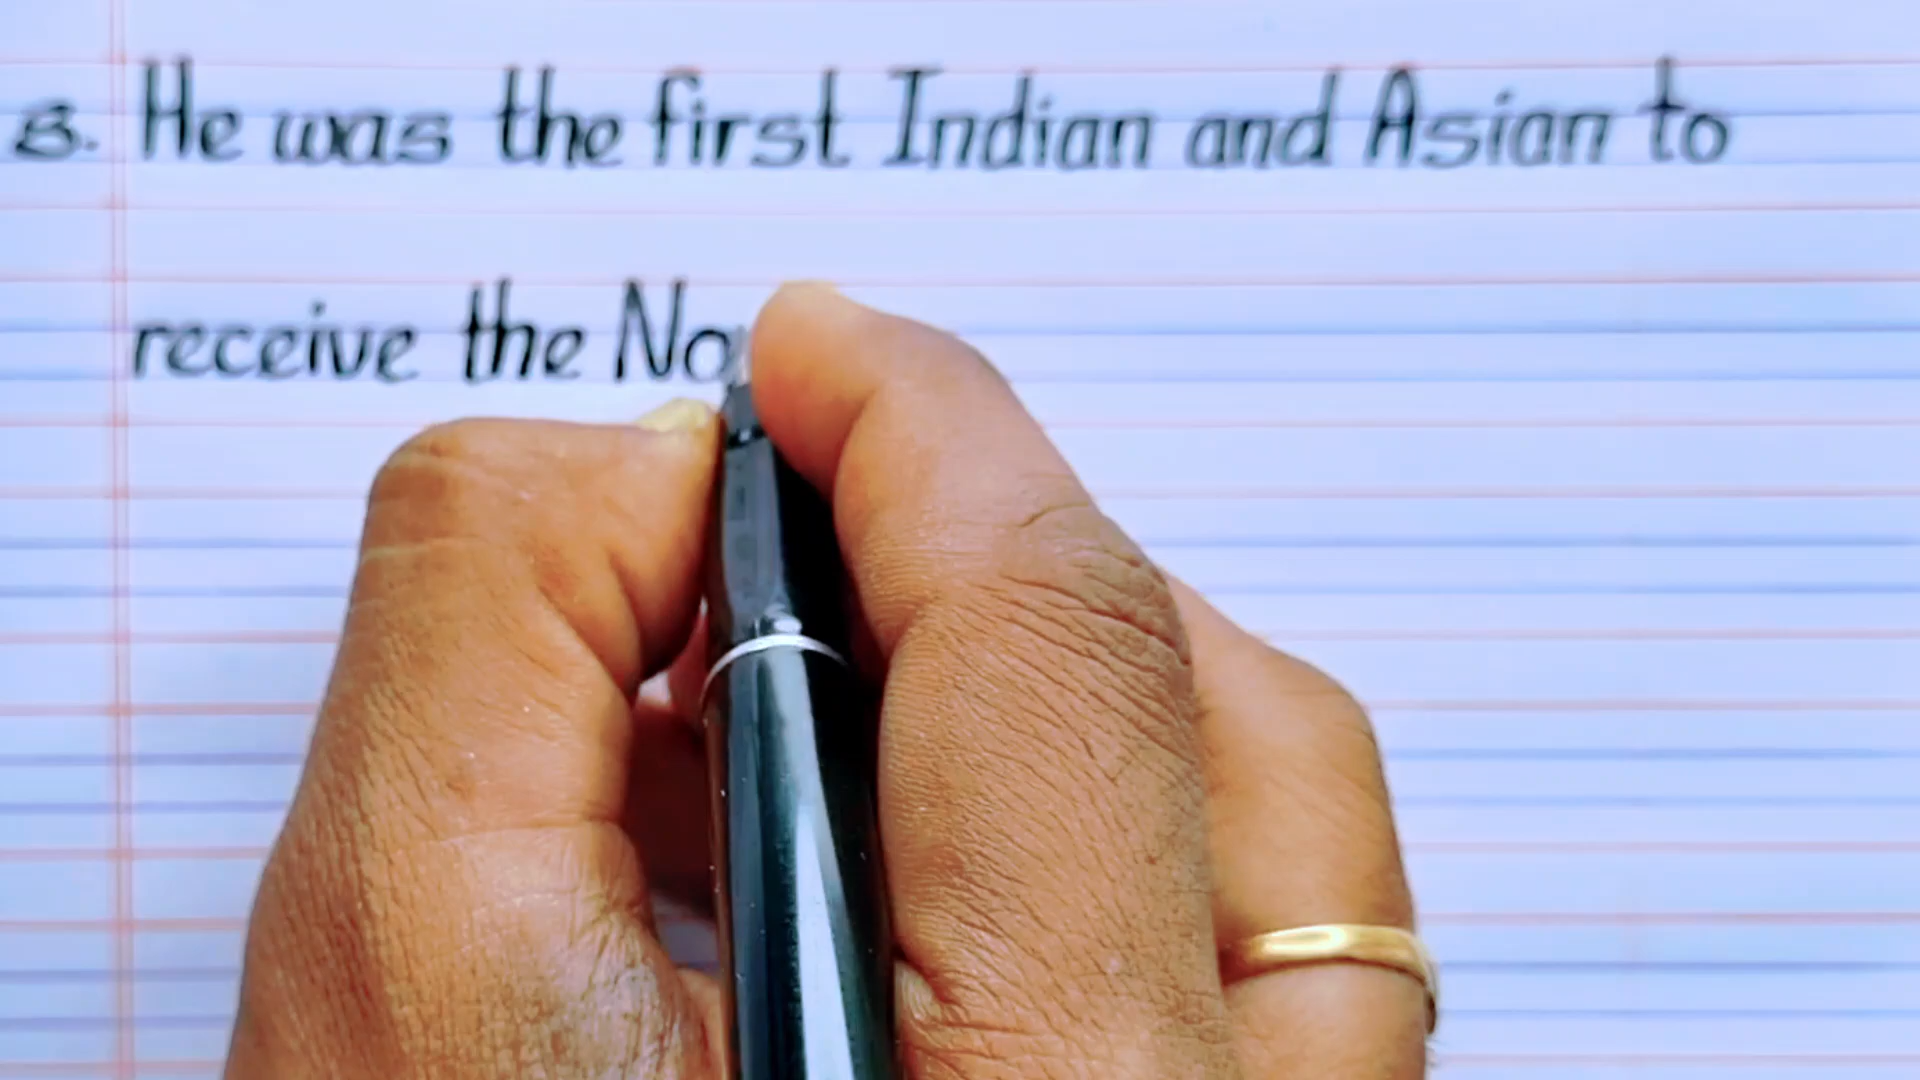 8. He was the first Indian and Asian to
receive the No